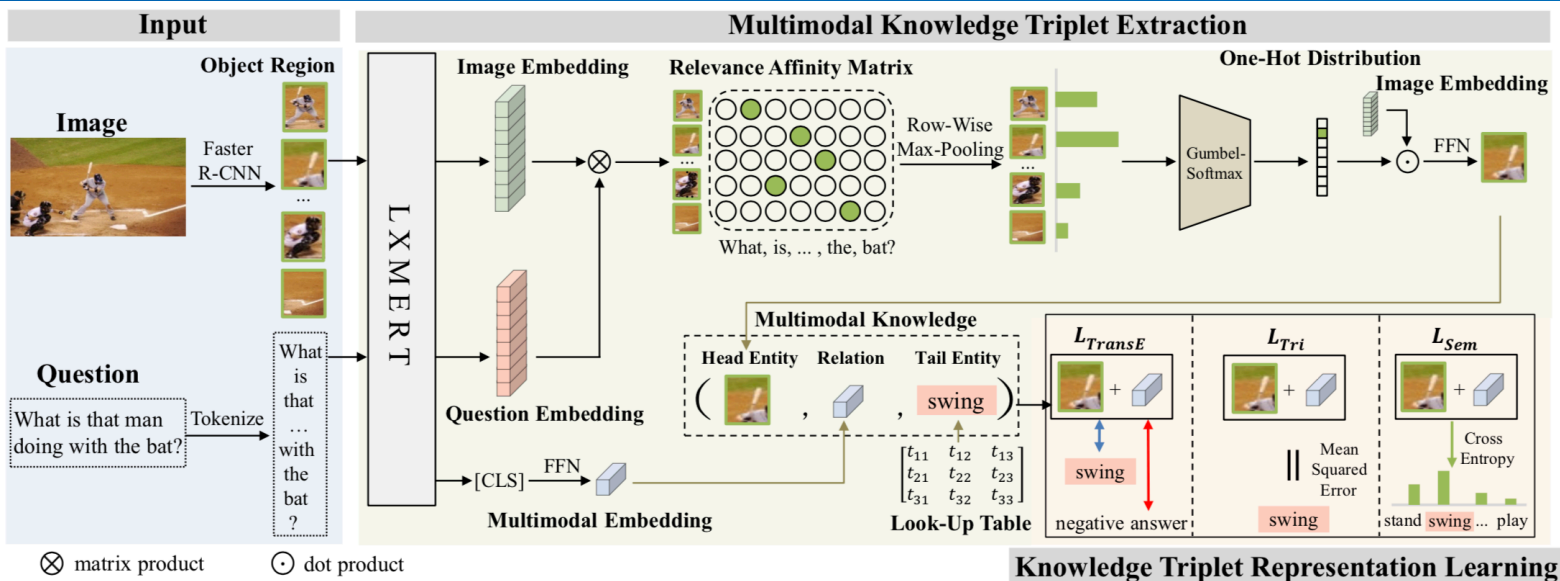 Input
Multimodal Knowledge Triplet Extraction
Object Region
Image
Faster
R-CNN
...
Question
What is that man
doing with the bat?
Tokenize
What
is
that
...
with
the
bat
?
LXMERT
Image Embedding
Question Embedding
[CLS]
FFN
Multimodal Embedding
Relevance Affinity Matrix
...
What, is, ... , the, bat?
Row-Wise
Max-Pooling
...
Gumbel-
Softmax
One-Hot Distribution
Image Embedding
FFN
Multimodal Knowledge
Head Entity
Relation
Tail Entity
( , , swing )
t₁₁ t₁₂ t₁₃
t₂₁ t₂₂ t₂₃
t₃₁ t₃₂ t₃₃
Look-Up Table
L_TransE
+
swing
negative answer
L_Tri
+
Mean
Squared
Error
swing
L_Sem
+
Cross
Entropy
stand swing ... play
⊗ matrix product
⊙ dot product
Knowledge Triplet Representation Learning